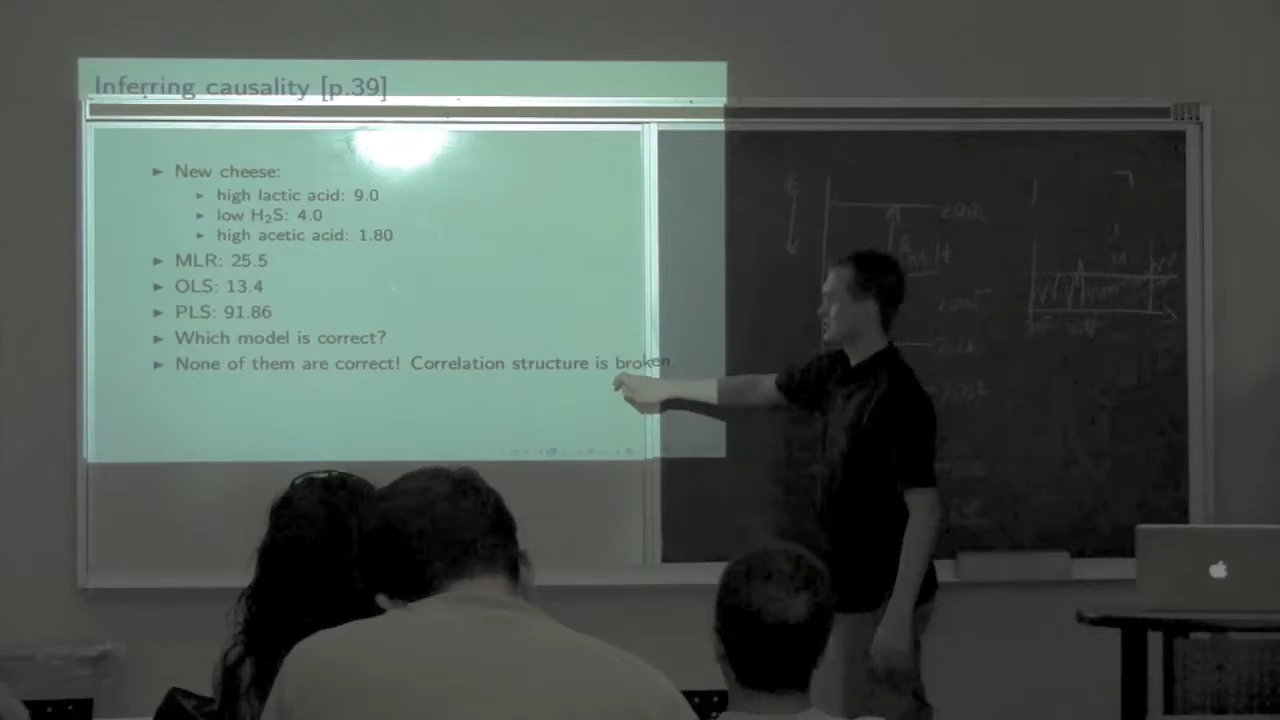 Inferring causality [p.39]
► New cheese:
► high lactic acid: 9.0
► low H₂S: 4.0
► high acetic acid: 1.80
► MLR: 25.5
► OLS: 13.4
► PLS: 91.86
► Which model is correct?
► None of them are correct! Correlation structure is broken